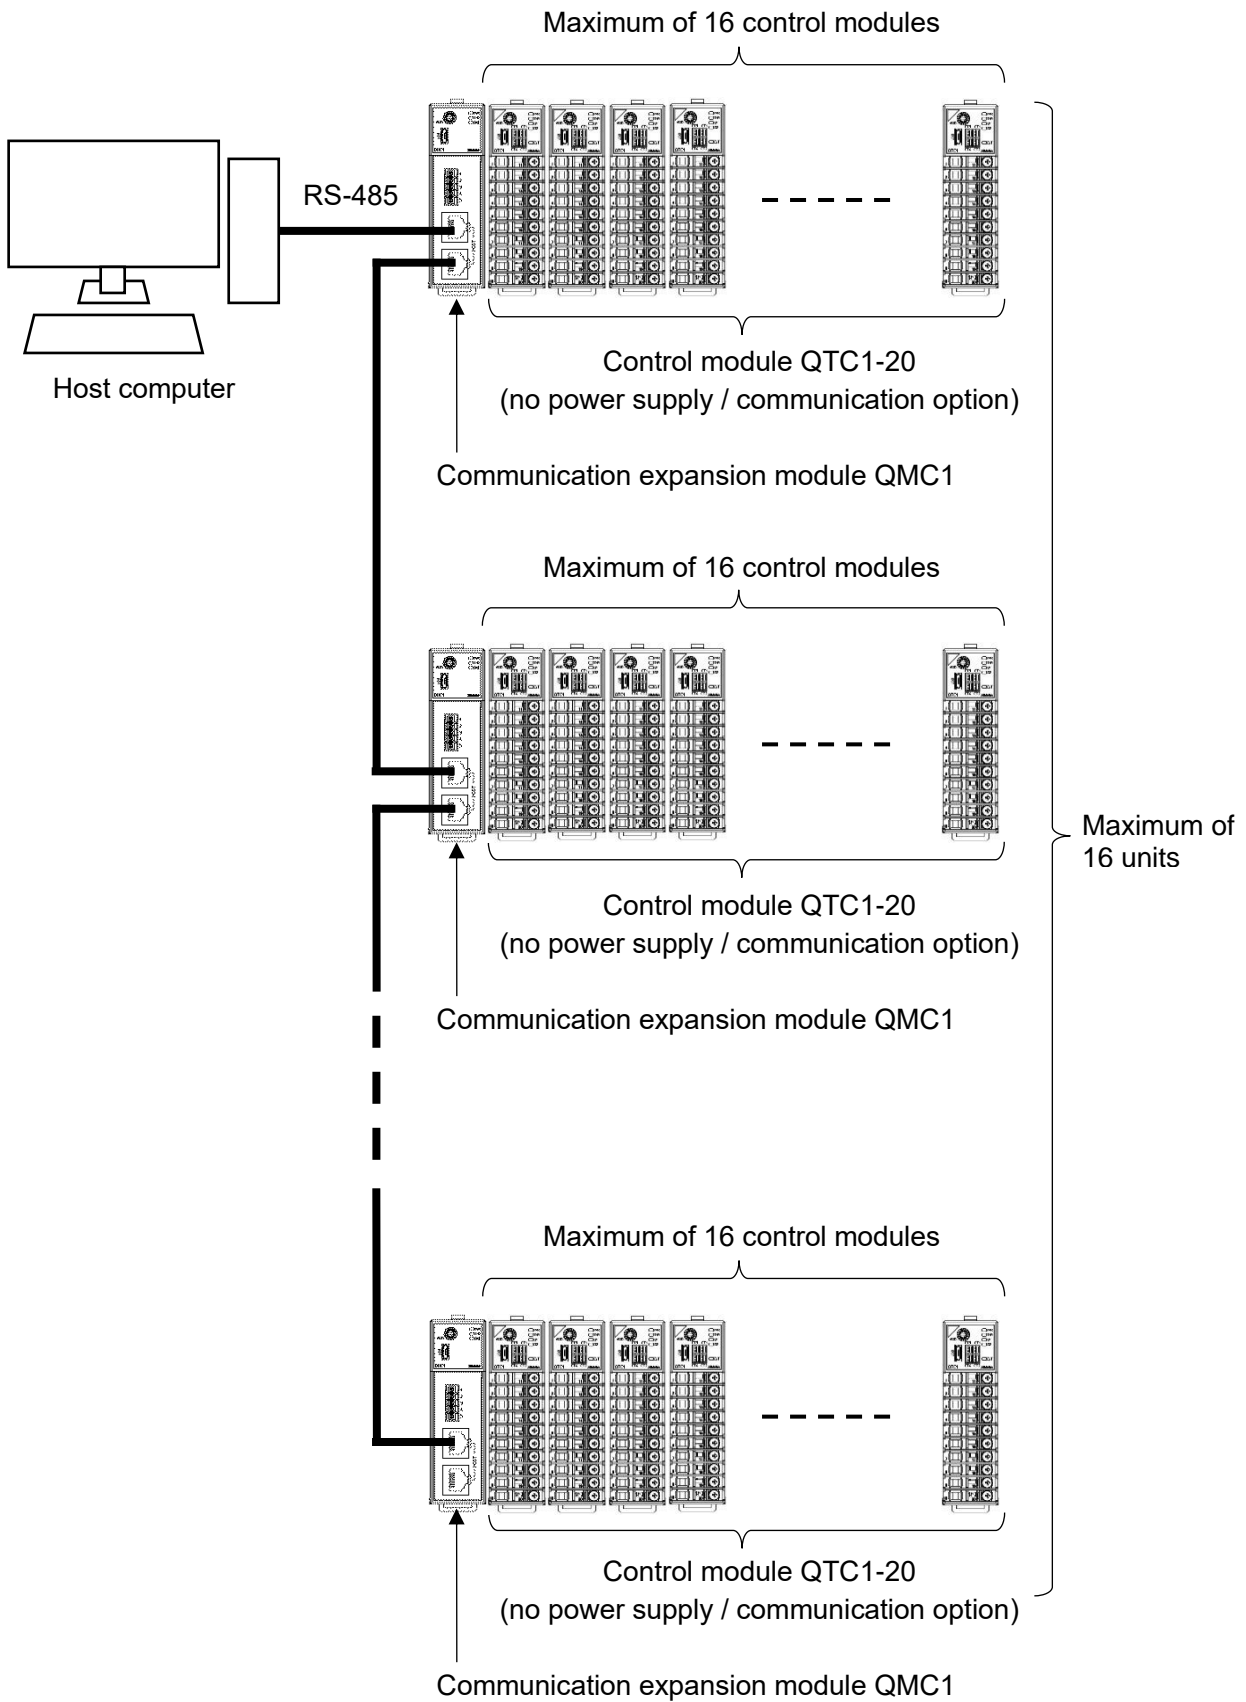 Maximum of 16 control modules
RS-485
Host computer
Control module QTC1-20
(no power supply / communication option)
Communication expansion module QMC1
Maximum of 16 control modules
Control module QTC1-20
(no power supply / communication option)
Communication expansion module QMC1
Maximum of
16 units
Maximum of 16 control modules
Control module QTC1-20
(no power supply / communication option)
Communication expansion module QMC1